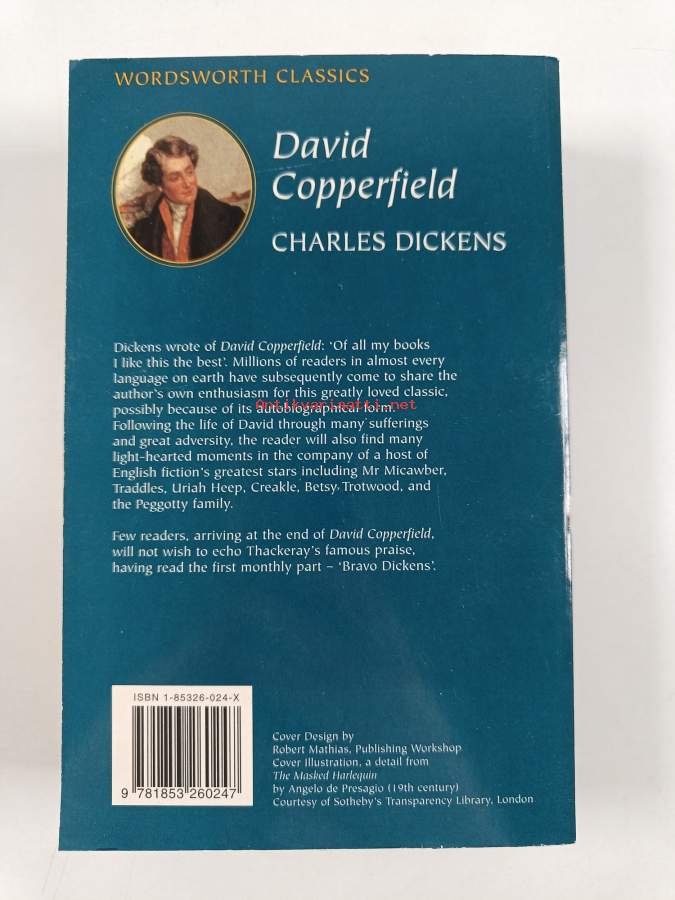 WORDSWORTH CLASSICS
David
Copperfield
CHARLES DICKENS
Dickens wrote of David Copperfield: ‘Of all my books
I like this the best’. Millions of readers in almost every
language on earth have subsequently come to share the
author’s own enthusiasm for this greatly loved classic,
possibly because of its autobiographical form.
Antikvariaatti.net
Following the life of David through many sufferings
and great adversity, the reader will also find many
light-hearted moments in the company of a host of
English fiction’s greatest stars including Mr Micawber,
Traddles, Uriah Heep, Creakle, Betsy Trotwood, and
the Peggotty family.
Few readers, arriving at the end of David Copperfield,
will not wish to echo Thackeray’s famous praise,
having read the first monthly part – ‘Bravo Dickens’.
ISBN 1-85326-024-X
9 781853 260247
Cover Design by
Robert Mathias, Publishing Workshop
Cover Illustration, a detail from
The Masked Harlequin
by Angelo de Presagio (19th century)
Courtesy of Sotheby’s Transparency Library, London